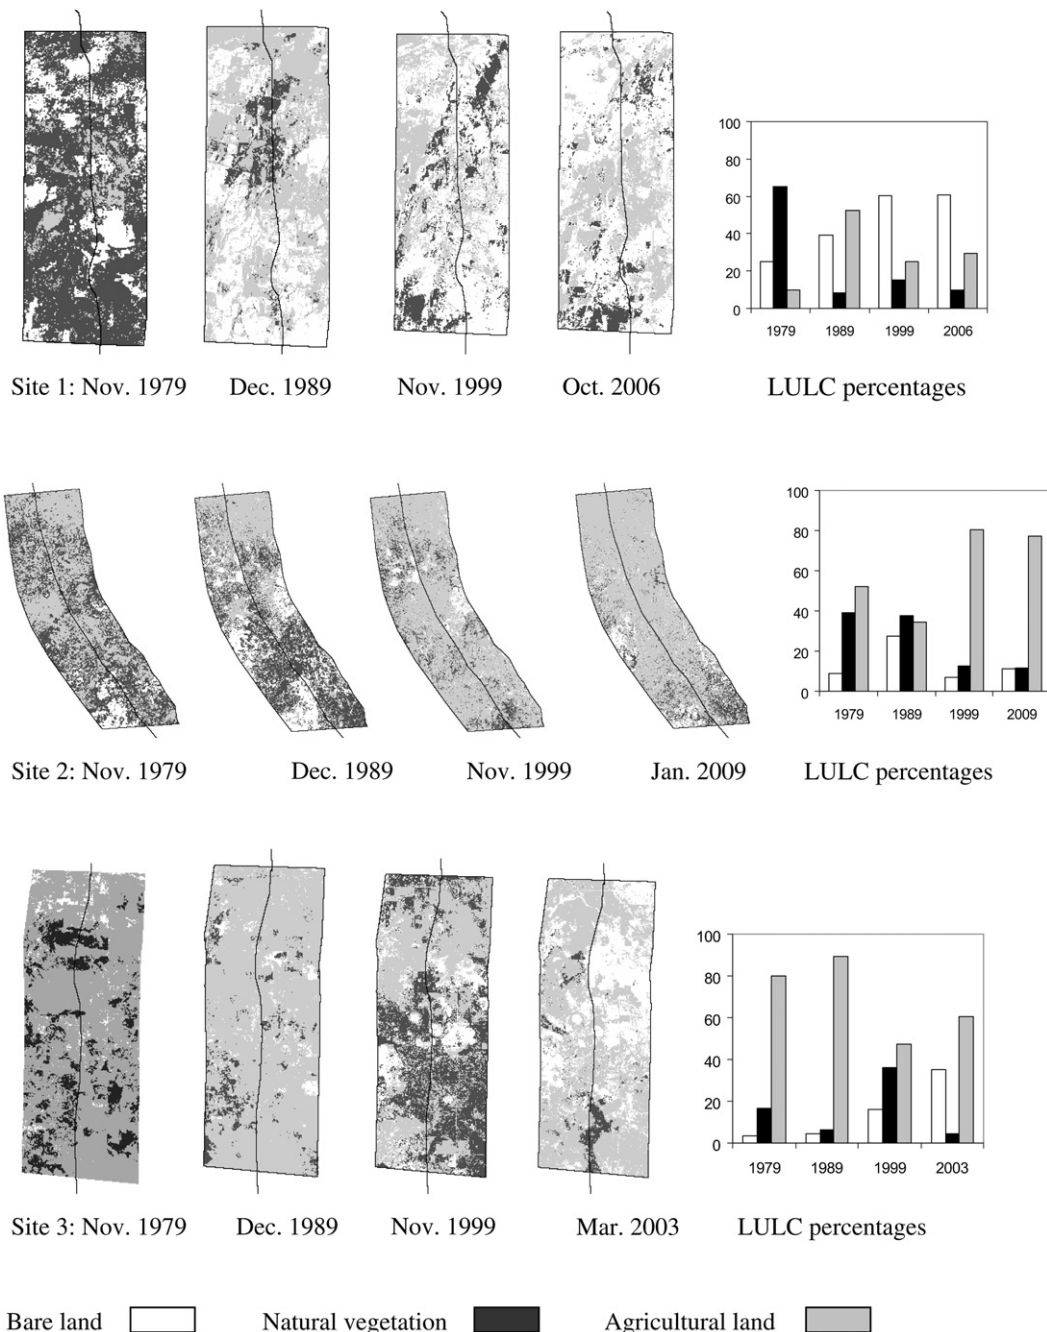 100
80
60
40
20
0
1979 1989 1999 2006
Site 1: Nov. 1979 Dec. 1989 Nov. 1999 Oct. 2006 LULC percentages
100
80
60
40
20
0
1979 1989 1999 2009
Site 2: Nov. 1979 Dec. 1989 Nov. 1999 Jan. 2009 LULC percentages
100
80
60
40
20
0
1979 1989 1999 2003
Site 3: Nov. 1979 Dec. 1989 Nov. 1999 Mar. 2003 LULC percentages
Bare land Natural vegetation Agricultural land